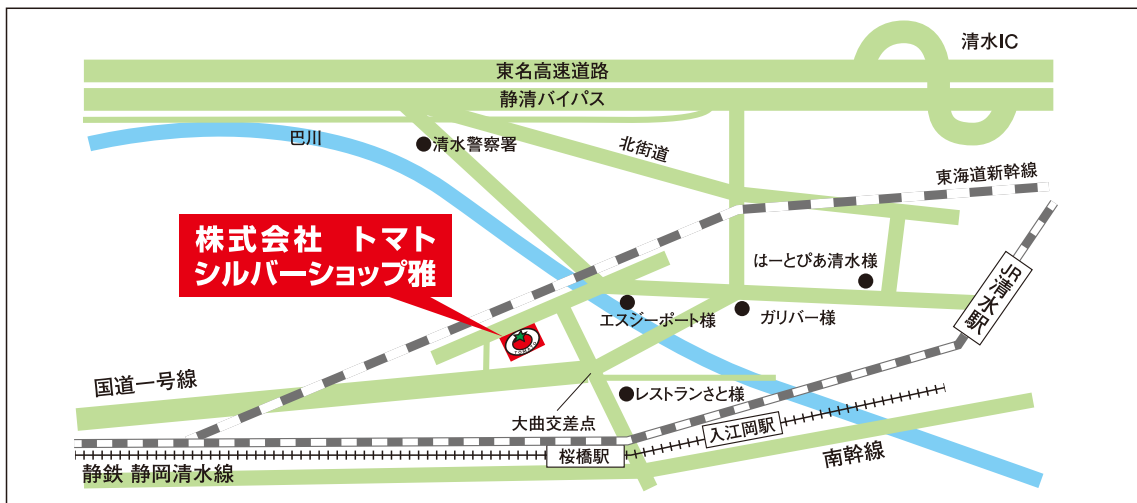 清水IC
東名高速道路
静清バイパス
巴川
清水警察署
北街道
東海道新幹線
株式会社 トマト
シルバーショップ雅
はーとぴあ清水様
JR清水駅
エスジーポート様
ガリバー様
TOMATO
国道一号線
レストランさと様
大曲交差点
入江岡駅
桜橋駅
南幹線
静鉄 静岡清水線